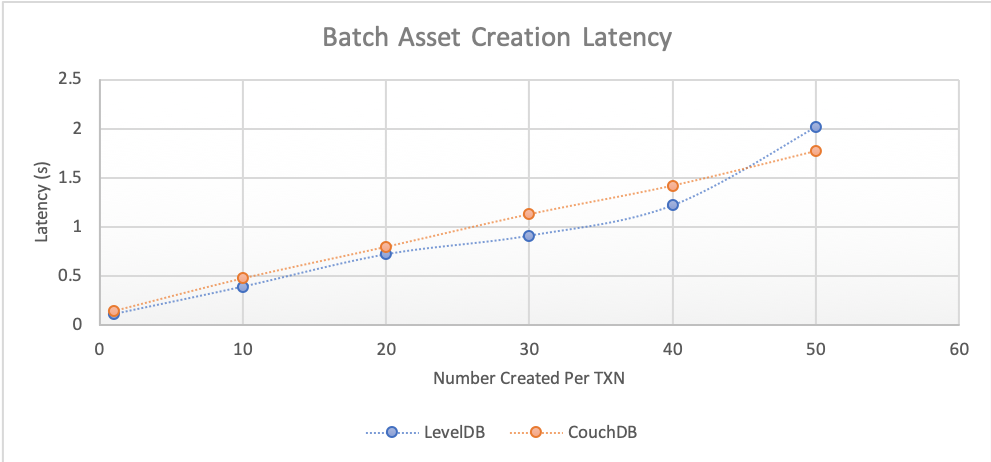 Batch Asset Creation Latency
2.5
2
1.5
1
0.5
0
Latency (s)
0 10 20 30 40 50 60
Number Created Per TXN
LevelDB CouchDB